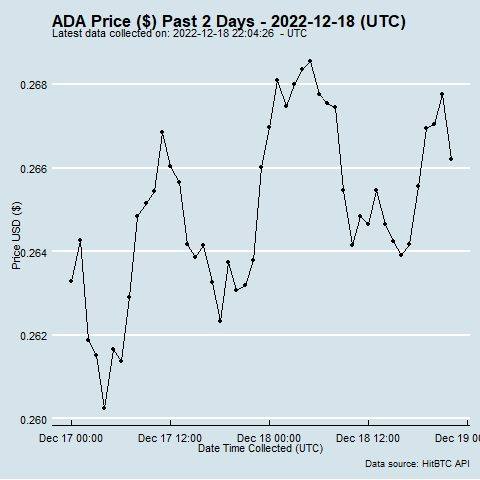 ADA Price ($) Past 2 Days - 2022-12-18 (UTC)
Latest data collected on: 2022-12-18 22:04:26 - UTC
0.268
0.266
0.264
0.262
0.260
Price USD ($)
Dec 17 00:00 Dec 17 12:00 Dec 18 00:00 Dec 18 12:00 Dec 19 0
Date Time Collected (UTC)
Data source: HitBTC API